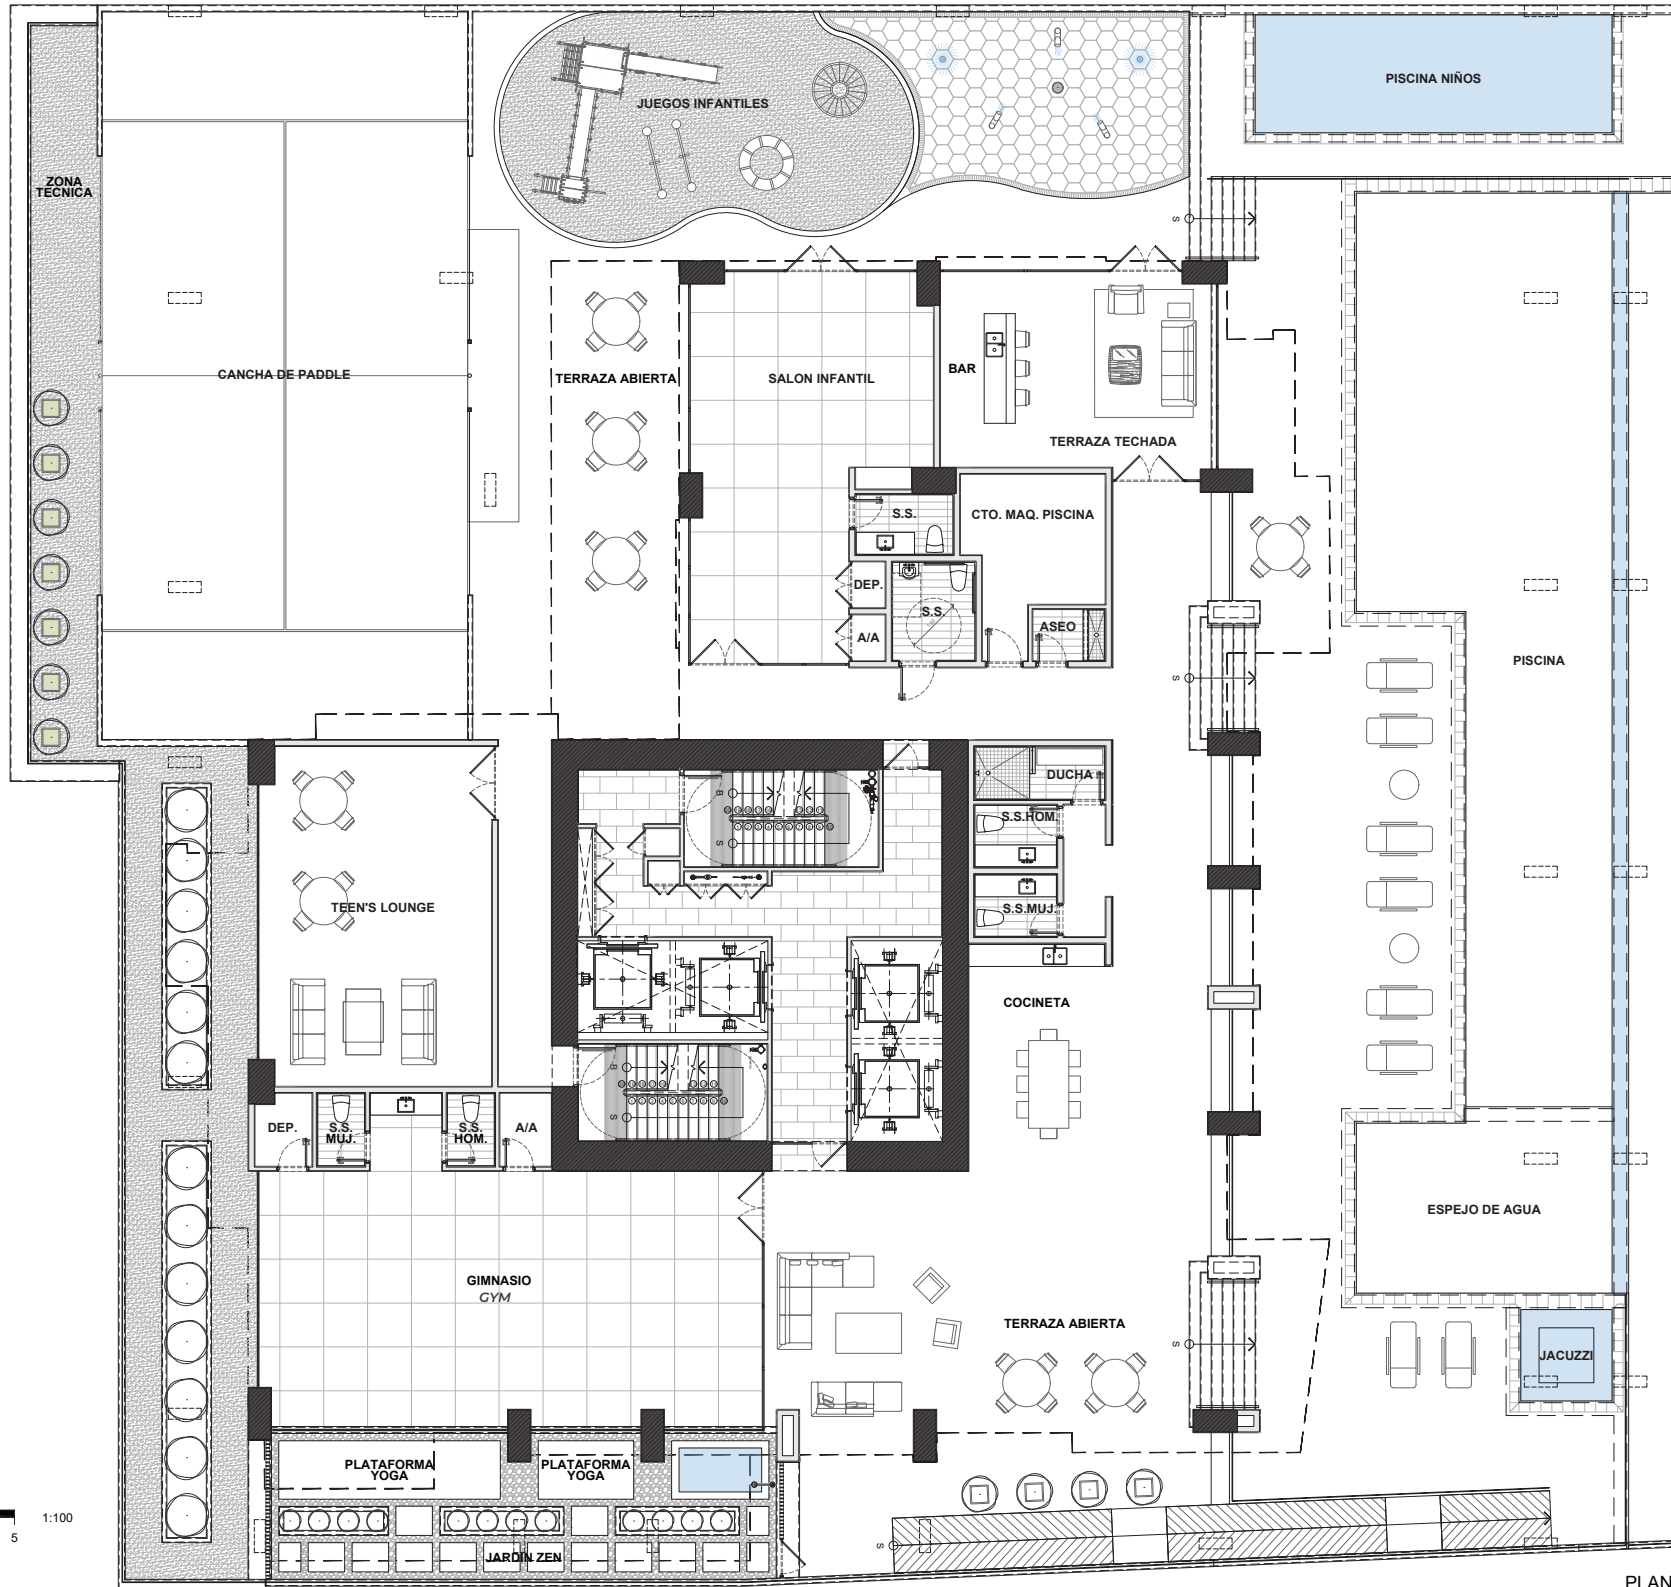 PISCINA NIÑOS
JUEGOS INFANTILES
ZONA
TECNICA
S
CANCHA DE PADDLE
TERRAZA ABIERTA
SALON INFANTIL
BAR
TERRAZA TECHADA
S.S.
CTO. MAQ. PISCINA
DEP.
S.S.
A/A
ASEO
S
PISCINA
DUCHA
S.S.HOM.
S.S.MUJ.
B
S
TEEN'S LOUNGE
COCINETA
B
S
DEP.
S.S.
MUJ.
S.S.
HOM.
A/A
ESPEJO DE AGUA
GIMNASIO
GYM
TERRAZA ABIERTA
S
JACUZZI
PLATAFORMA
YOGA
PLATAFORMA
YOGA
1:100
5
S
JARDÍN ZEN
PLAN